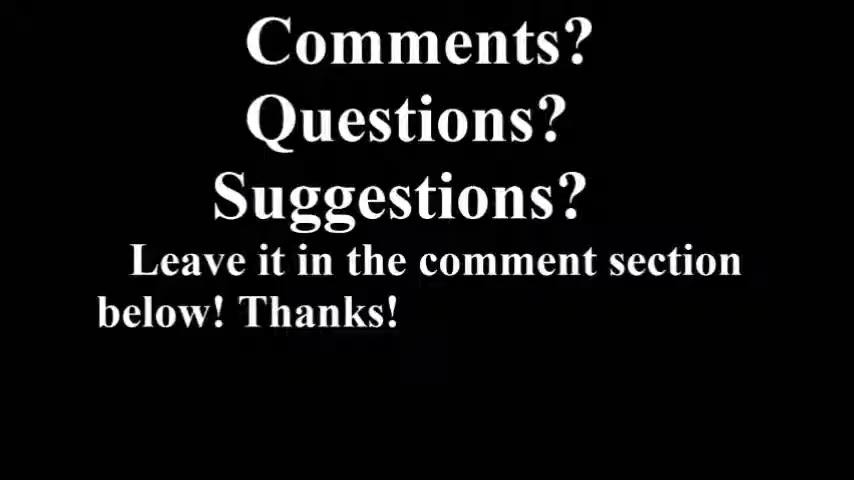 Comments?
Questions?
Suggestions?
Leave it in the comment section
below! Thanks!